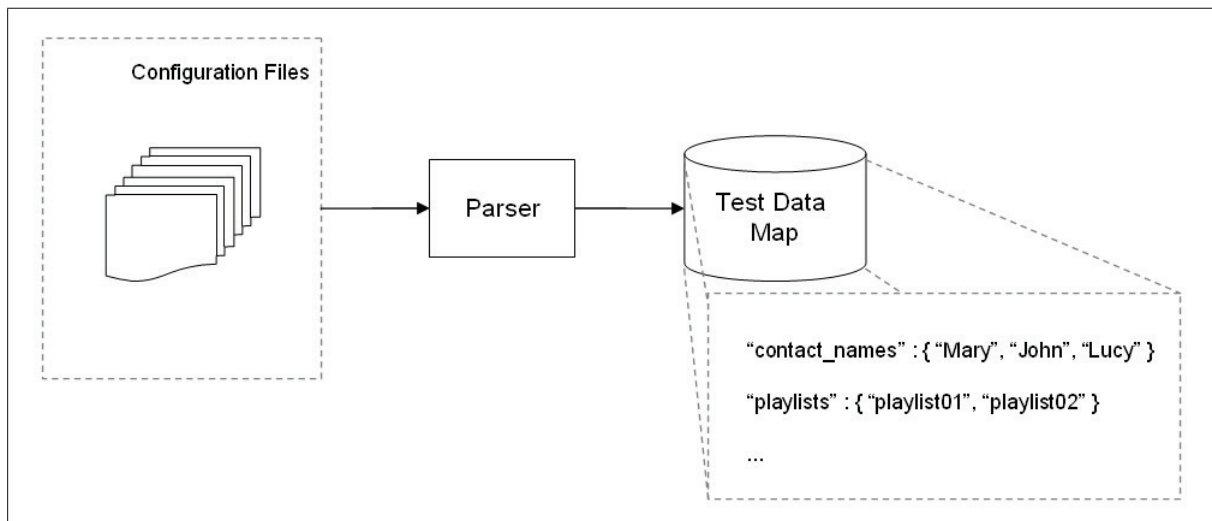 Configuration Files
Parser
Test Data
Map
“contact_names” : { “Mary”, “John”, “Lucy” }
“playlists” : { “playlist01”, “playlist02” }
...